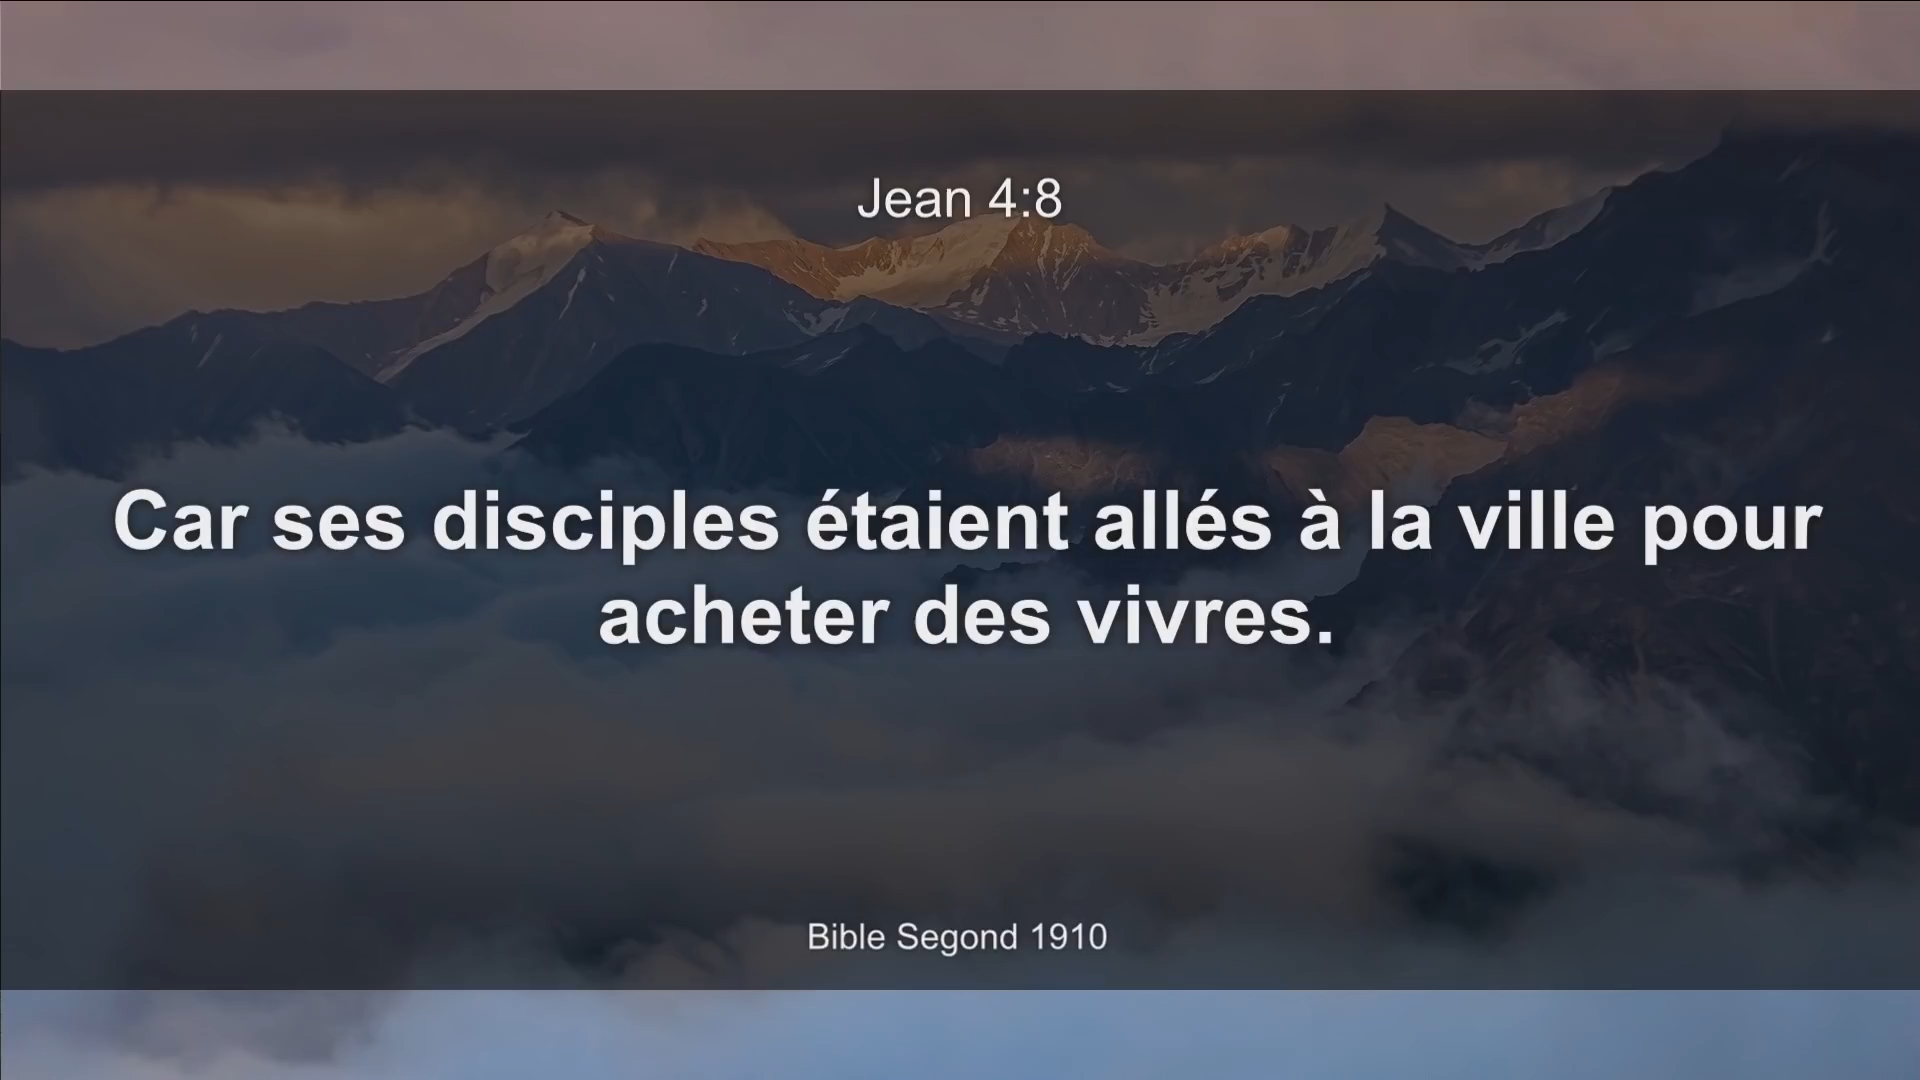 Jean 4:8
Car ses disciples étaient allés à la ville pour
acheter des vivres.
Bible Segond 1910